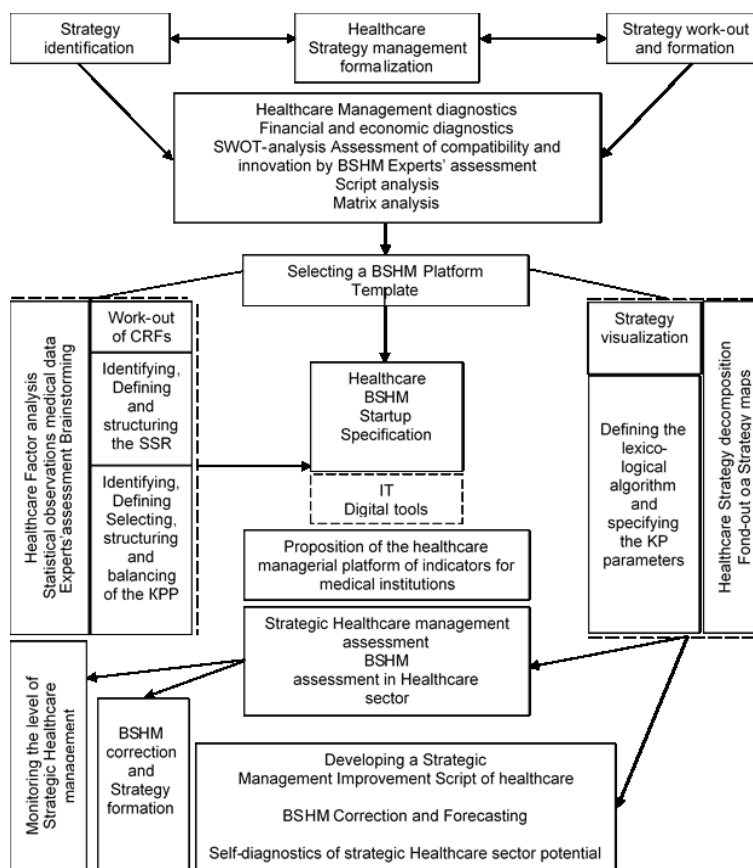 Strategy
identification
Healthcare
Strategy management
formalization
Strategy work-out
and formation
Healthcare Management diagnostics
Financial and economic diagnostics
SWOT-analysis Assessment of compatibility and
innovation by BSHM Experts' assessment
Script analysis
Matrix analysis
Selecting a BSHM Platform
Template
Healthcare Factor analysis
Statistical observations medical data
Experts'assessment Brainstorming
Work-out
of CRFs
Identifying,
Defining
and
structuring
the SSR
Identifying,
Defining
Selecting,
structuring
and
balancing
of the KPP
Healthcare
BSHM
Startup
Specification
IT
Digital tools
Proposition of the healthcare
managerial platform of indicators for
medical institutions
Strategy
visualization
Defining the
lexico-
logical
algorithm
and
specifying
the KP
parameters
Healthcare Strategy decomposition
Fond-out oa Strategy maps
Strategic Healthcare management
assessment
BSHM
assessment in Healthcare
sector
Monitoring the level of
Strategic Healthcare
management
BSHM
correction
and
Strategy
formation
Developing a Strategic
Management Improvement Script of healthcare
BSHM Correction and Forecasting
Self-diagnostics of strategic Healthcare sector potential